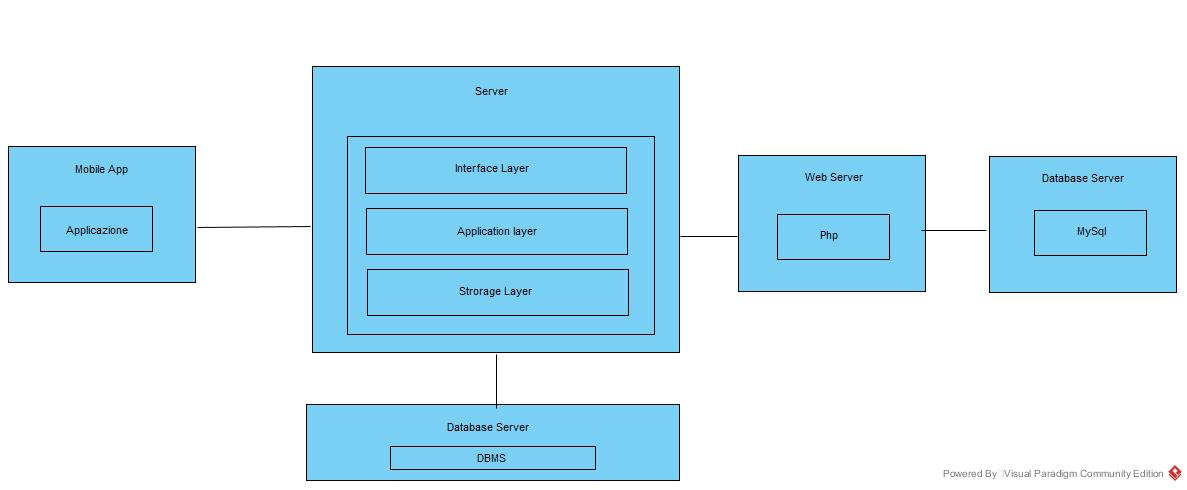 Server
Mobile App
Applicazione
Interface Layer
Application layer
Strorage Layer
Web Server
Php
Database Server
MySql
Database Server
DBMS
Powered By Visual Paradigm Community Edition